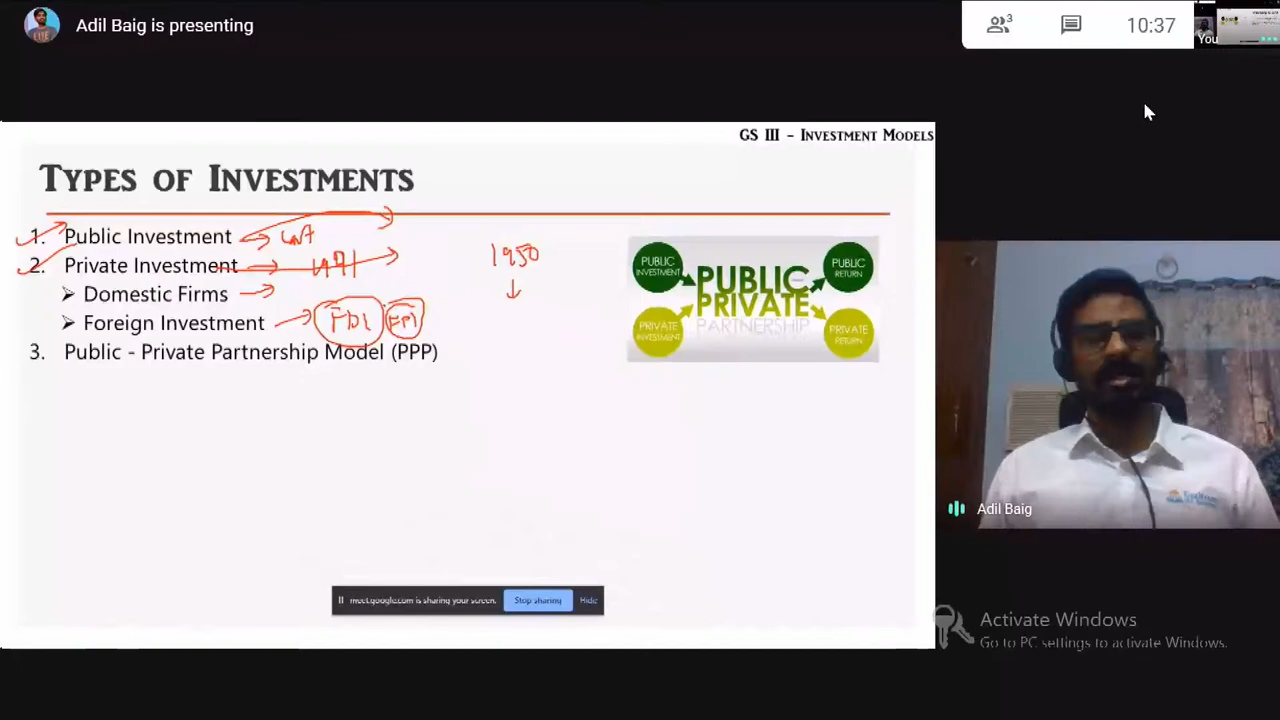 Adil Baig is presenting
3
10:37
You
GS III – Investment Models
Types of Investments
1. Public Investment
2. Private Investment 1991
➢ Domestic Firms
➢ Foreign Investment FDI FPI
3. Public - Private Partnership Model (PPP)
1950
PUBLIC INVESTMENT
PUBLIC RETURN
PUBLIC
PRIVATE
PARTNERSHIP
PRIVATE INVESTMENT
PRIVATE RETURN
Adil Baig
meet.google.com is sharing your screen.
Stop sharing
Hide
Activate Windows
Go to PC settings to activate Windows.